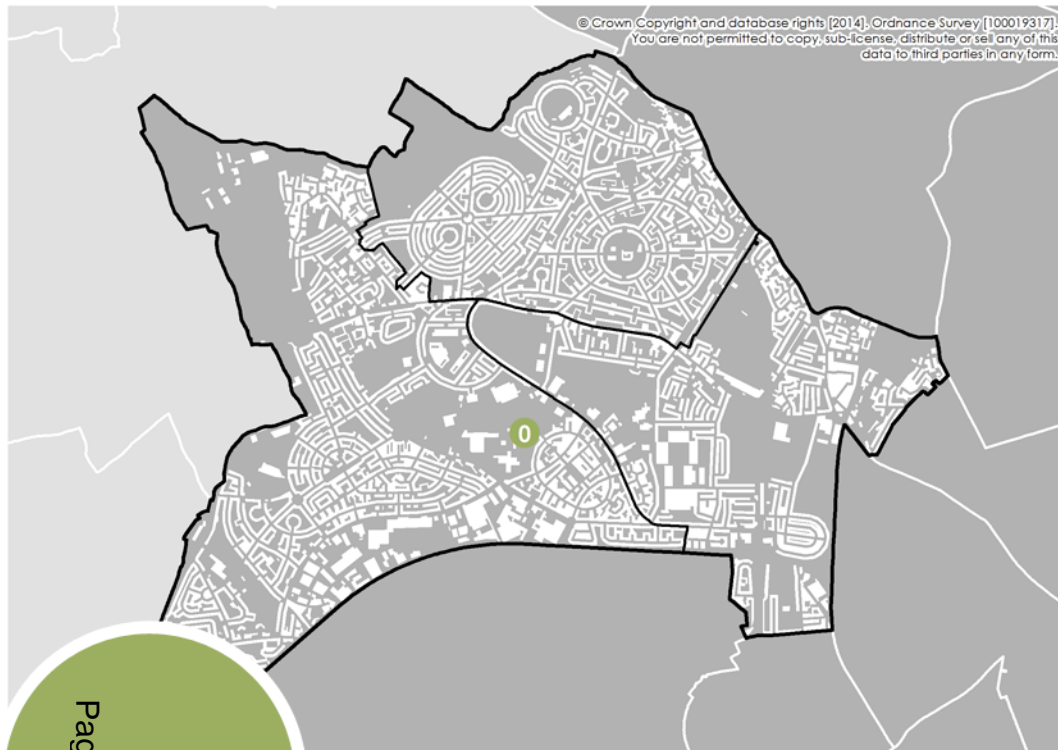 © Crown Copyright and database rights [2014]. Ordnance Survey [100019317].
You are not permitted to copy, sub-license, distribute or sell any of this
data to third parties in any form.
0
Pag